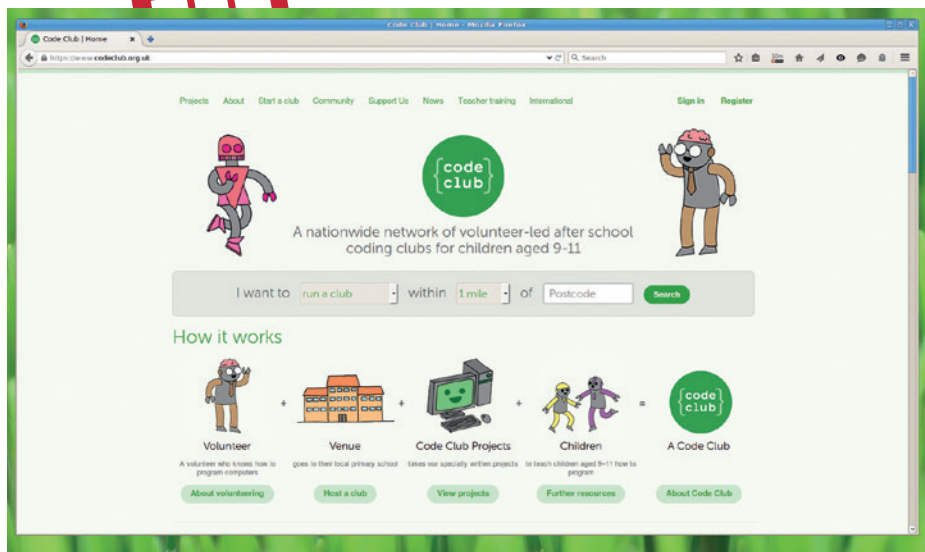 Code Club | Home - Mozilla Firefox
Code Club | Home
https://www.codeclub.org.uk
Search
Projects About Start a club Community Support Us News Teacher training International Sign in Register
{code
club}
A nationwide network of volunteer-led after school
coding clubs for children aged 9-11
I want to run a club within 1 mile of Postcode Search
How it works
+ + + = {code
club}
Volunteer Venue Code Club Projects Children A Code Club
A volunteer who knows how to goes to their local primary school takes our specially written projects to teach children aged 9-11 how to
program computers program
About volunteering Host a club View projects Further resources About Code Club